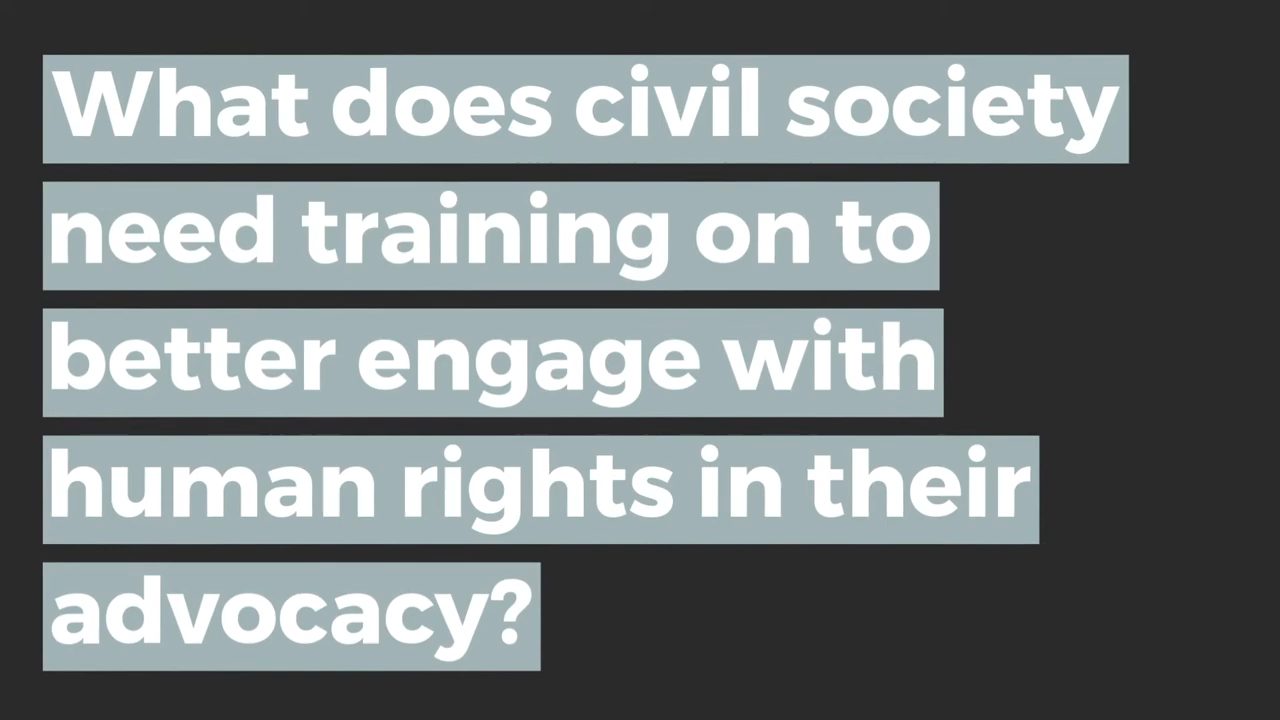 What does civil society
need training on to
better engage with
human rights in their
advocacy?